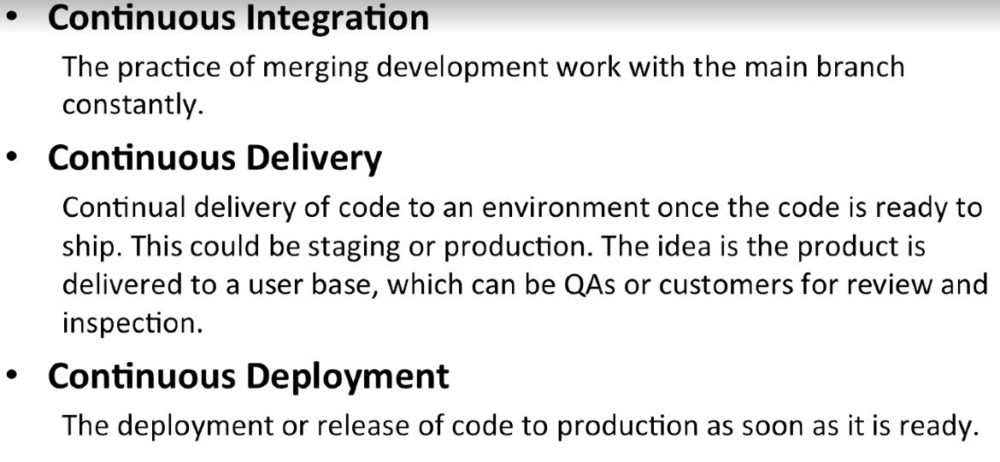 • Continuous Integration
The practice of merging development work with the main branch
constantly.
• Continuous Delivery
Continual delivery of code to an environment once the code is ready to
ship. This could be staging or production. The idea is the product is
delivered to a user base, which can be QAs or customers for review and
inspection.
• Continuous Deployment
The deployment or release of code to production as soon as it is ready.